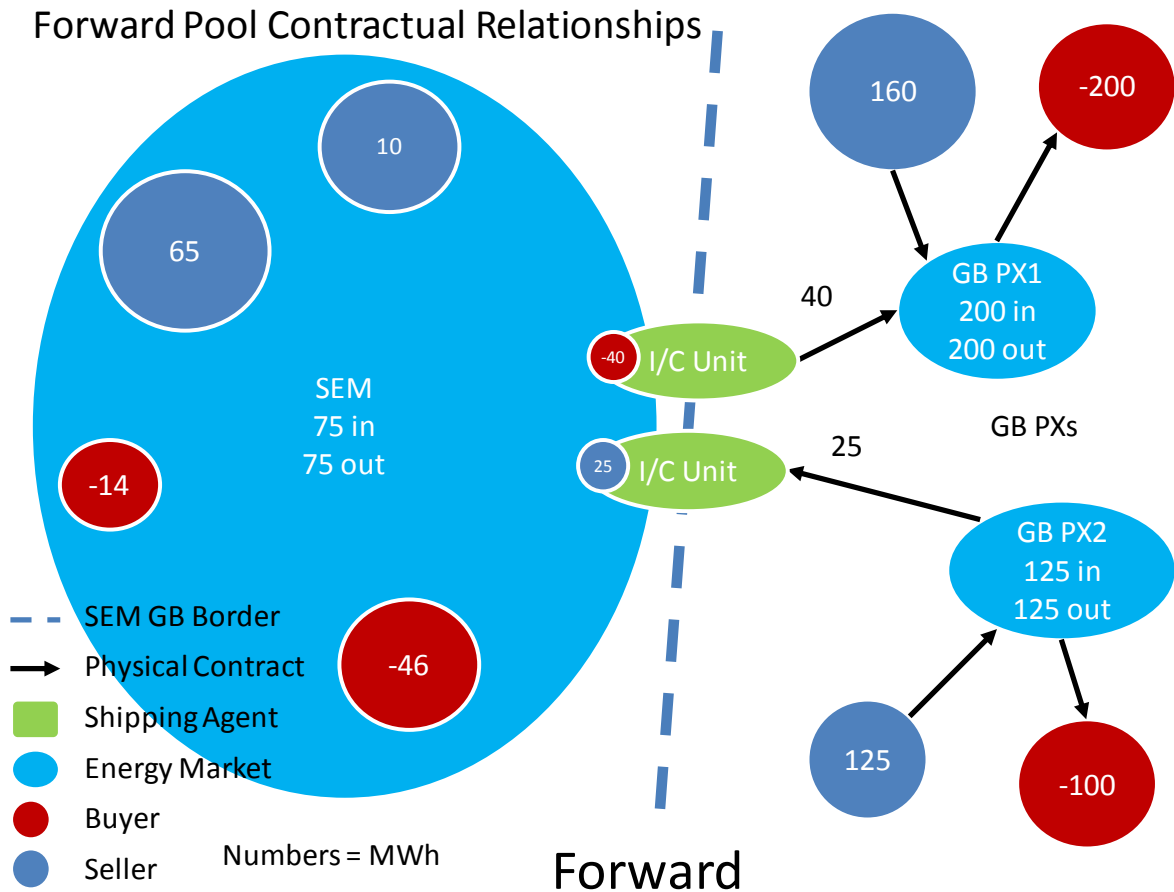 Forward Pool Contractual Relationships
160
-200
10
65
GB PX1
200 in
200 out
40
-40
I/C Unit
SEM
75 in
75 out
GB PXs
25
25
I/C Unit
-14
GB PX2
125 in
125 out
SEM GB Border
Physical Contract
-46
Shipping Agent
Energy Market
125
-100
Buyer
Seller
Numbers = MWh
Forward